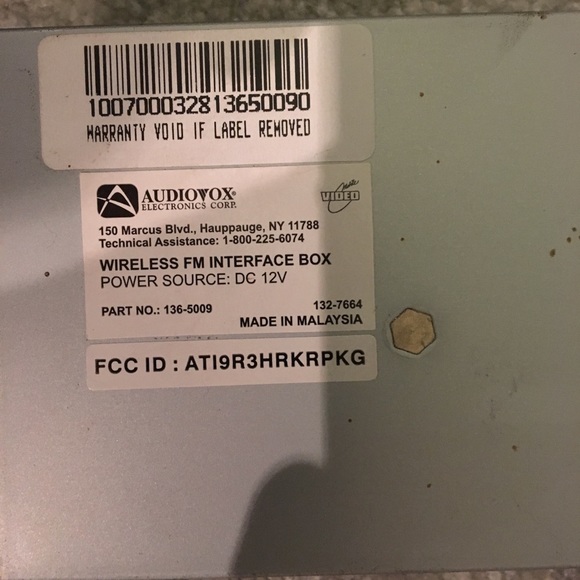 100700032813650090
WARRANTY VOID IF LABEL REMOVED
AUDIOVOX®
ELECTRONICS CORP.
Mate
VIDEO
150 Marcus Blvd., Hauppauge, NY 11788
Technical Assistance: 1-800-225-6074
WIRELESS FM INTERFACE BOX
POWER SOURCE: DC 12V
PART NO.: 136-5009
132-7664
MADE IN MALAYSIA
FCC ID : ATI9R3HRKRPKG